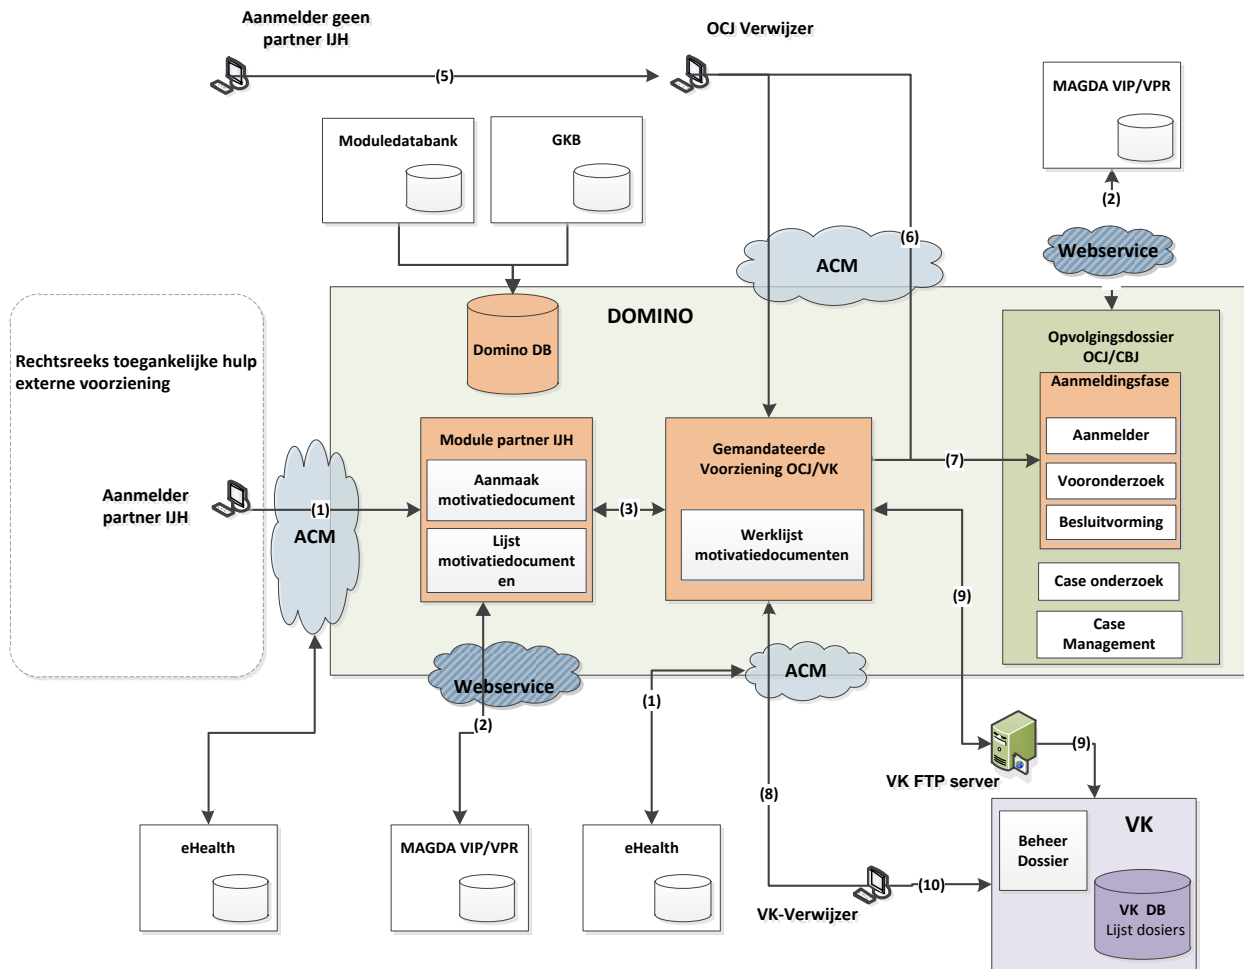 Aanmelder geen
partner IJH
OCJ Verwijzer
(5)
MAGDA VIP/VPR
Moduledatabank
GKB
(2)
(6)
ACM
Webservice
DOMINO
Domino DB
Rechtsreeks toegankelijke hulp
externe voorziening
Opvolgingsdossier
OCJ/CBJ
Aanmeldingsfase
Aanmelder
Vooronderzoek
Besluitvorming
Case onderzoek
Case
Management
Module partner IJH
Aanmaak
motivatiedocument
Lijst
motivatiedocument
en
Gemandateerde
Voorziening OCJ/VK
Werklijst
motivatiedocumenten
(7)
(3)
Aanmelder
partner IJH
(1)
ACM
(9)
Webservice
(2)
(1)
ACM
(9)
VK FTP server
(8)
eHealth
MAGDA VIP/VPR
eHealth
VK-Verwijzer
(10)
VK
Beheer
Dossier
VK DB
Lijst dosiers